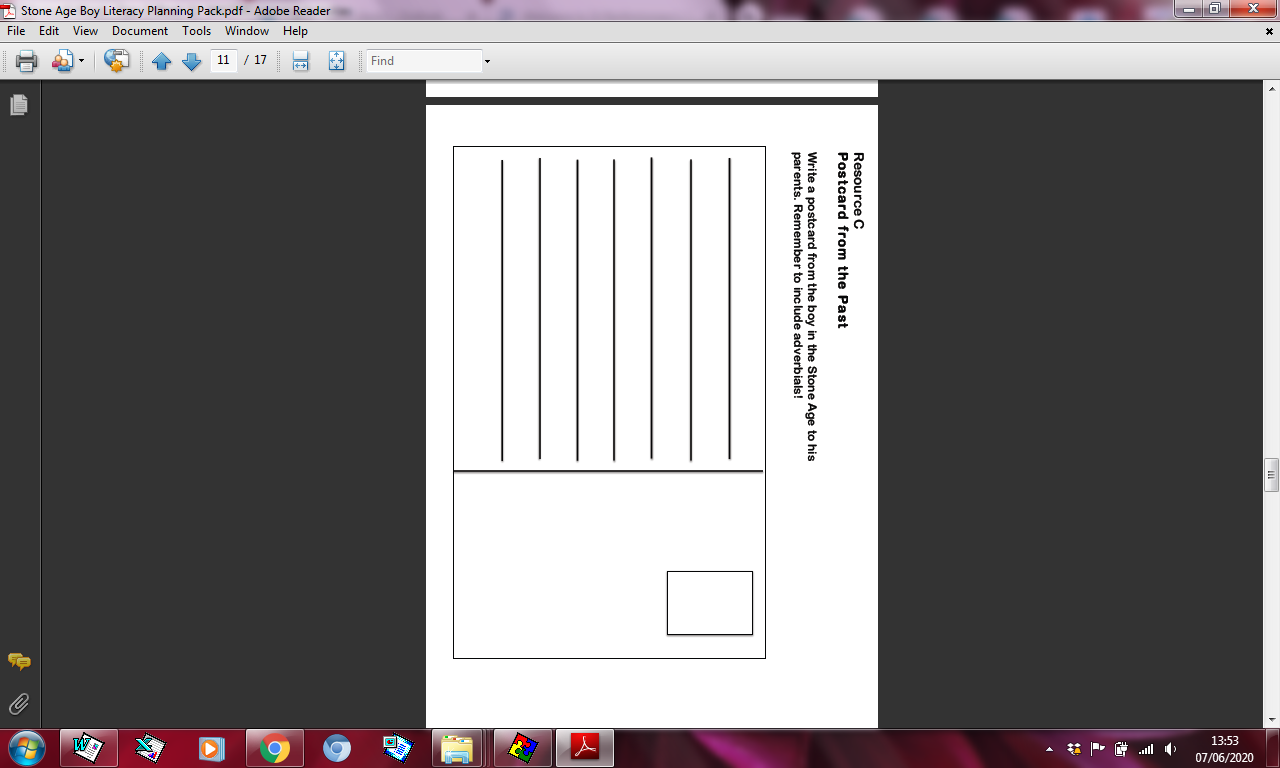 Stone Age Boy Literacy Planning Pack.pdf - Adobe Reader
File Edit View Document Tools Window Help
11 / 17 Find
Resource C
Postcard from the Past
Write a postcard from the boy in the Stone Age to his
parents. Remember to include adverbials!
13:53
07/06/2020